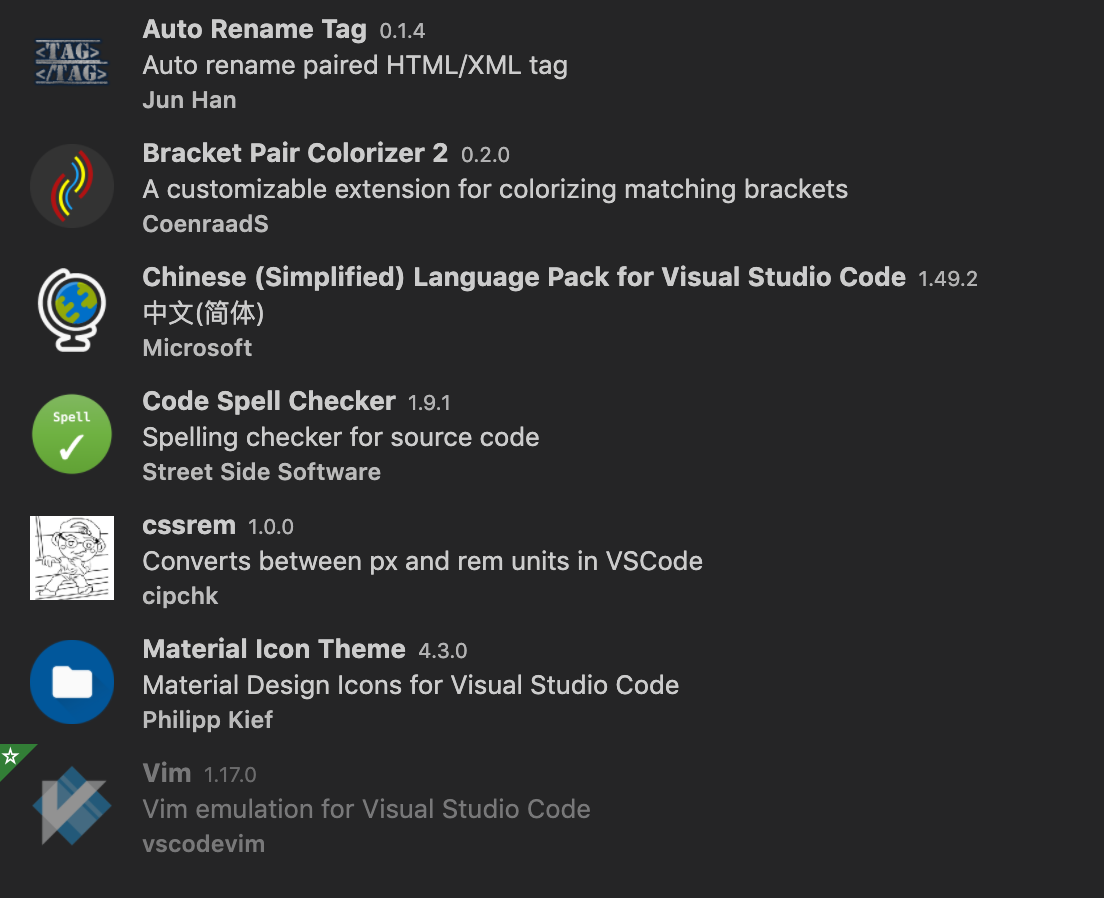 <TAG>
</TAG>
Auto Rename Tag 0.1.4
Auto rename paired HTML/XML tag
Jun Han
Bracket Pair Colorizer 2 0.2.0
A customizable extension for colorizing matching brackets
CoenraadS
Chinese (Simplified) Language Pack for Visual Studio Code 1.49.2
中文(简体)
Microsoft
Spell
Code Spell Checker 1.9.1
Spelling checker for source code
Street Side Software
cssrem 1.0.0
Converts between px and rem units in VSCode
cipchk
Material Icon Theme 4.3.0
Material Design Icons for Visual Studio Code
Philipp Kief
Vim 1.17.0
Vim emulation for Visual Studio Code
vscodevim